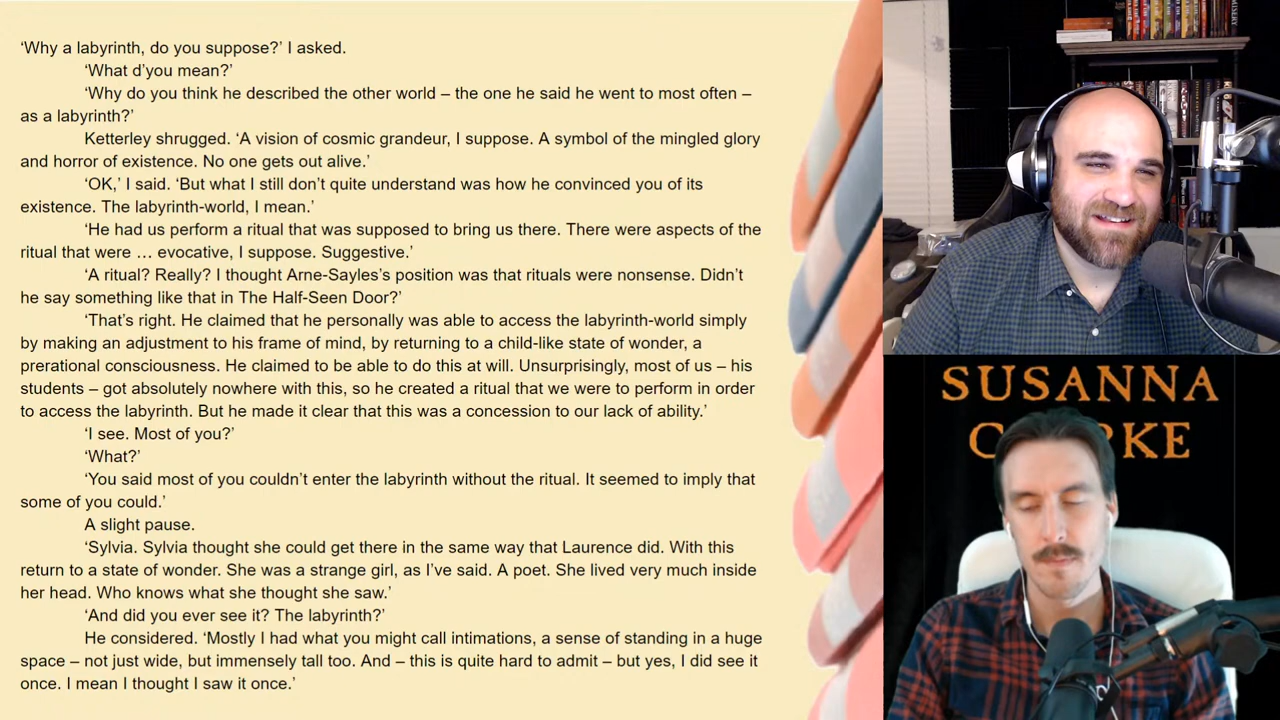 ‘Why a labyrinth, do you suppose?’ I asked.
‘What d’you mean?’
‘Why do you think he described the other world – the one he said he went to most often –
as a labyrinth?’
Ketterley shrugged. ‘A vision of cosmic grandeur, I suppose. A symbol of the mingled glory
and horror of existence. No one gets out alive.’
‘OK,’ I said. ‘But what I still don’t quite understand was how he convinced you of its
existence. The labyrinth-world, I mean.’
‘He had us perform a ritual that was supposed to bring us there. There were aspects of the
ritual that were … evocative, I suppose. Suggestive.’
‘A ritual? Really? I thought Arne-Sayles’s position was that rituals were nonsense. Didn’t
he say something like that in The Half-Seen Door?’
‘That’s right. He claimed that he personally was able to access the labyrinth-world simply
by making an adjustment to his frame of mind, by returning to a child-like state of wonder, a
prerational consciousness. He claimed to be able to do this at will. Unsurprisingly, most of us – his
students – got absolutely nowhere with this, so he created a ritual that we were to perform in order
to access the labyrinth. But he made it clear that this was a concession to our lack of ability.’
‘I see. Most of you?’
‘What?’
‘You said most of you couldn’t enter the labyrinth without the ritual. It seemed to imply that
some of you could.’
A slight pause.
‘Sylvia. Sylvia thought she could get there in the same way that Laurence did. With this
return to a state of wonder. She was a strange girl, as I’ve said. A poet. She lived very much inside
her head. Who knows what she thought she saw.’
‘And did you ever see it? The labyrinth?’
He considered. ‘Mostly I had what you might call intimations, a sense of standing in a huge
space – not just wide, but immensely tall too. And – this is quite hard to admit – but yes, I did see it
once. I mean I thought I saw it once.’
SUSANNA